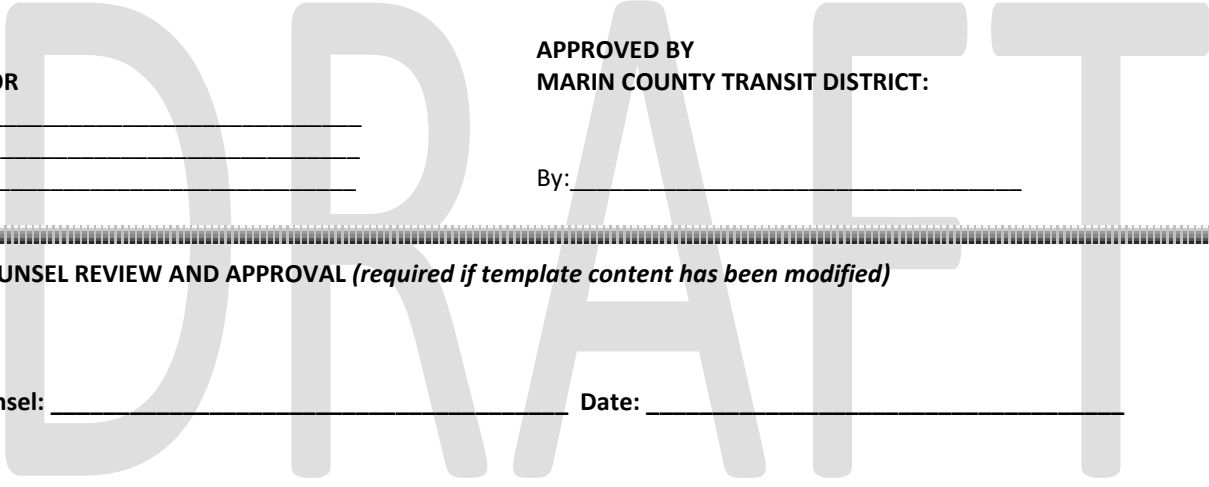 APPROVED BY
OR MARIN COUNTY TRANSIT DISTRICT:
By:
UNSEL REVIEW AND APPROVAL (required if template content has been modified)
nsel: Date:
DRAFT